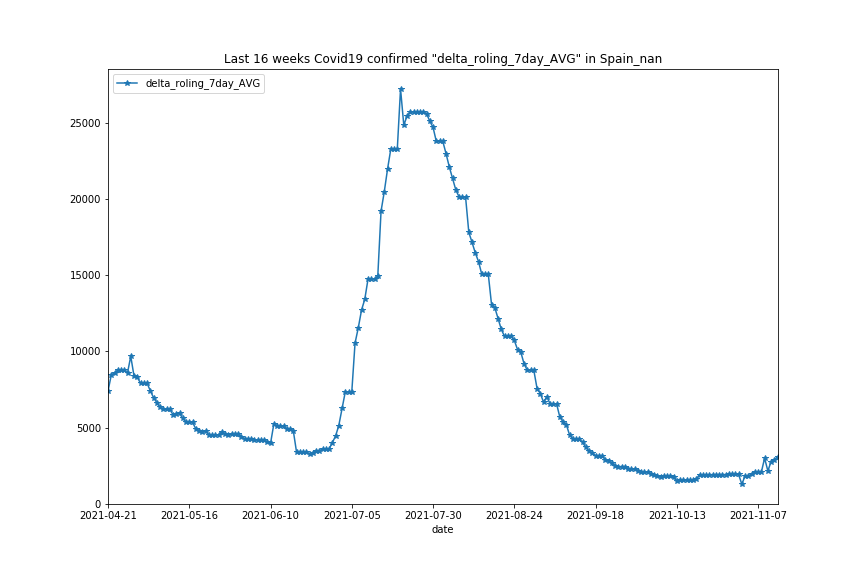 Last 16 weeks Covid19 confirmed "delta_roling_7day_AVG" in Spain_nan
delta_roling_7day_AVG
25000
20000
15000
10000
5000
0
2021-04-21 2021-05-16 2021-06-10 2021-07-05 2021-07-30 2021-08-24 2021-09-18 2021-10-13 2021-11-07
date